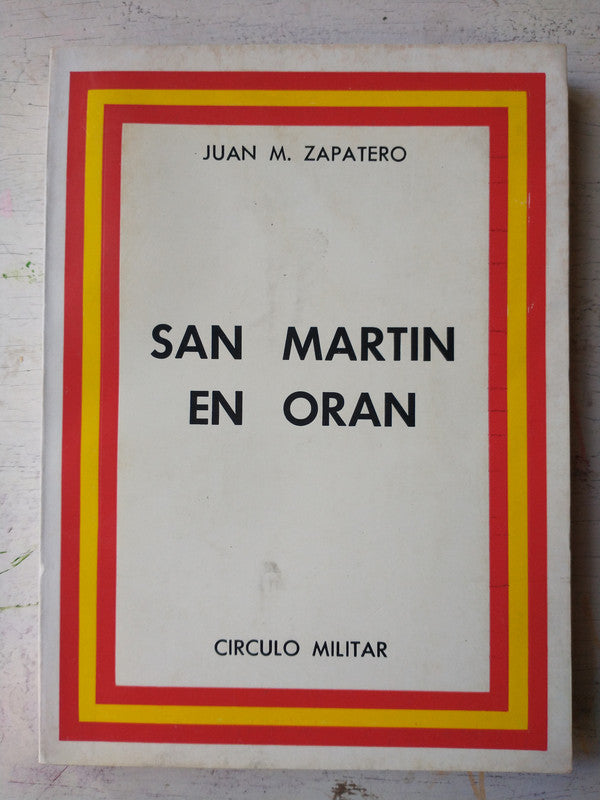 JUAN M. ZAPATERO
SAN MARTIN
EN ORAN
CIRCULO MILITAR